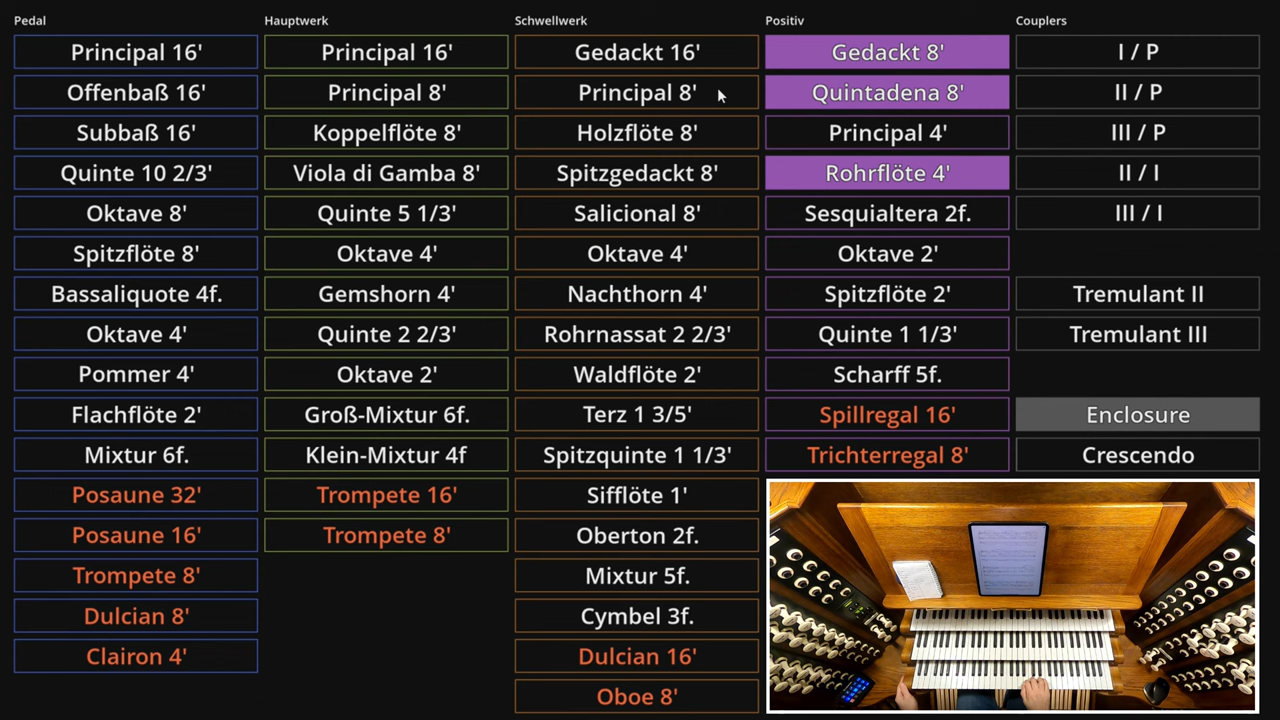 Pedal
Principal 16'
Offenbaß 16'
Subbaß 16'
Quinte 10 2/3'
Oktave 8'
Spitzflöte 8'
Bassaliquote 4f.
Oktave 4'
Pommer 4'
Flachflöte 2'
Mixtur 6f.
Posaune 32'
Posaune 16'
Trompete 8'
Dulcian 8'
Clairon 4'
Hauptwerk
Principal 16'
Principal 8'
Koppelflöte 8'
Viola di Gamba 8'
Quinte 5 1/3'
Oktave 4'
Gemshorn 4'
Quinte 2 2/3'
Oktave 2'
Groß-Mixtur 6f.
Klein-Mixtur 4f
Trompete 16'
Trompete 8'
Schwellwerk
Gedackt 16'
Principal 8'
Holzflöte 8'
Spitzgedackt 8'
Salicional 8'
Oktave 4'
Nachthorn 4'
Rohrnassat 2 2/3'
Waldflöte 2'
Terz 1 3/5'
Spitzquinte 1 1/3'
Sifflöte 1'
Oberton 2f.
Mixtur 5f.
Cymbel 3f.
Dulcian 16'
Oboe 8'
Positiv
Gedackt 8'
Quintadena 8'
Principal 4'
Rohrflöte 4'
Sesquialtera 2f.
Oktave 2'
Spitzflöte 2'
Quinte 1 1/3'
Scharff 5f.
Spillregal 16'
Trichterregal 8'
Couplers
I / P
II / P
III / P
II / I
III / I
Tremulant II
Tremulant III
Enclosure
Crescendo